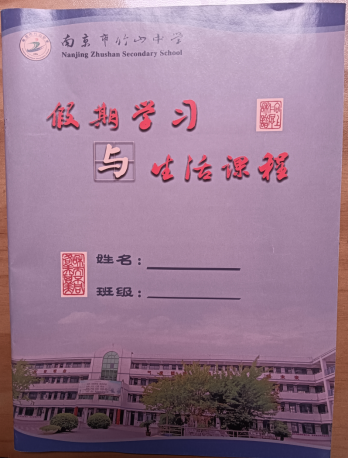 南京市竹山中学
Nanjing Zhushan Secondary School
假期学习
与生活课程
姓名：
班级：